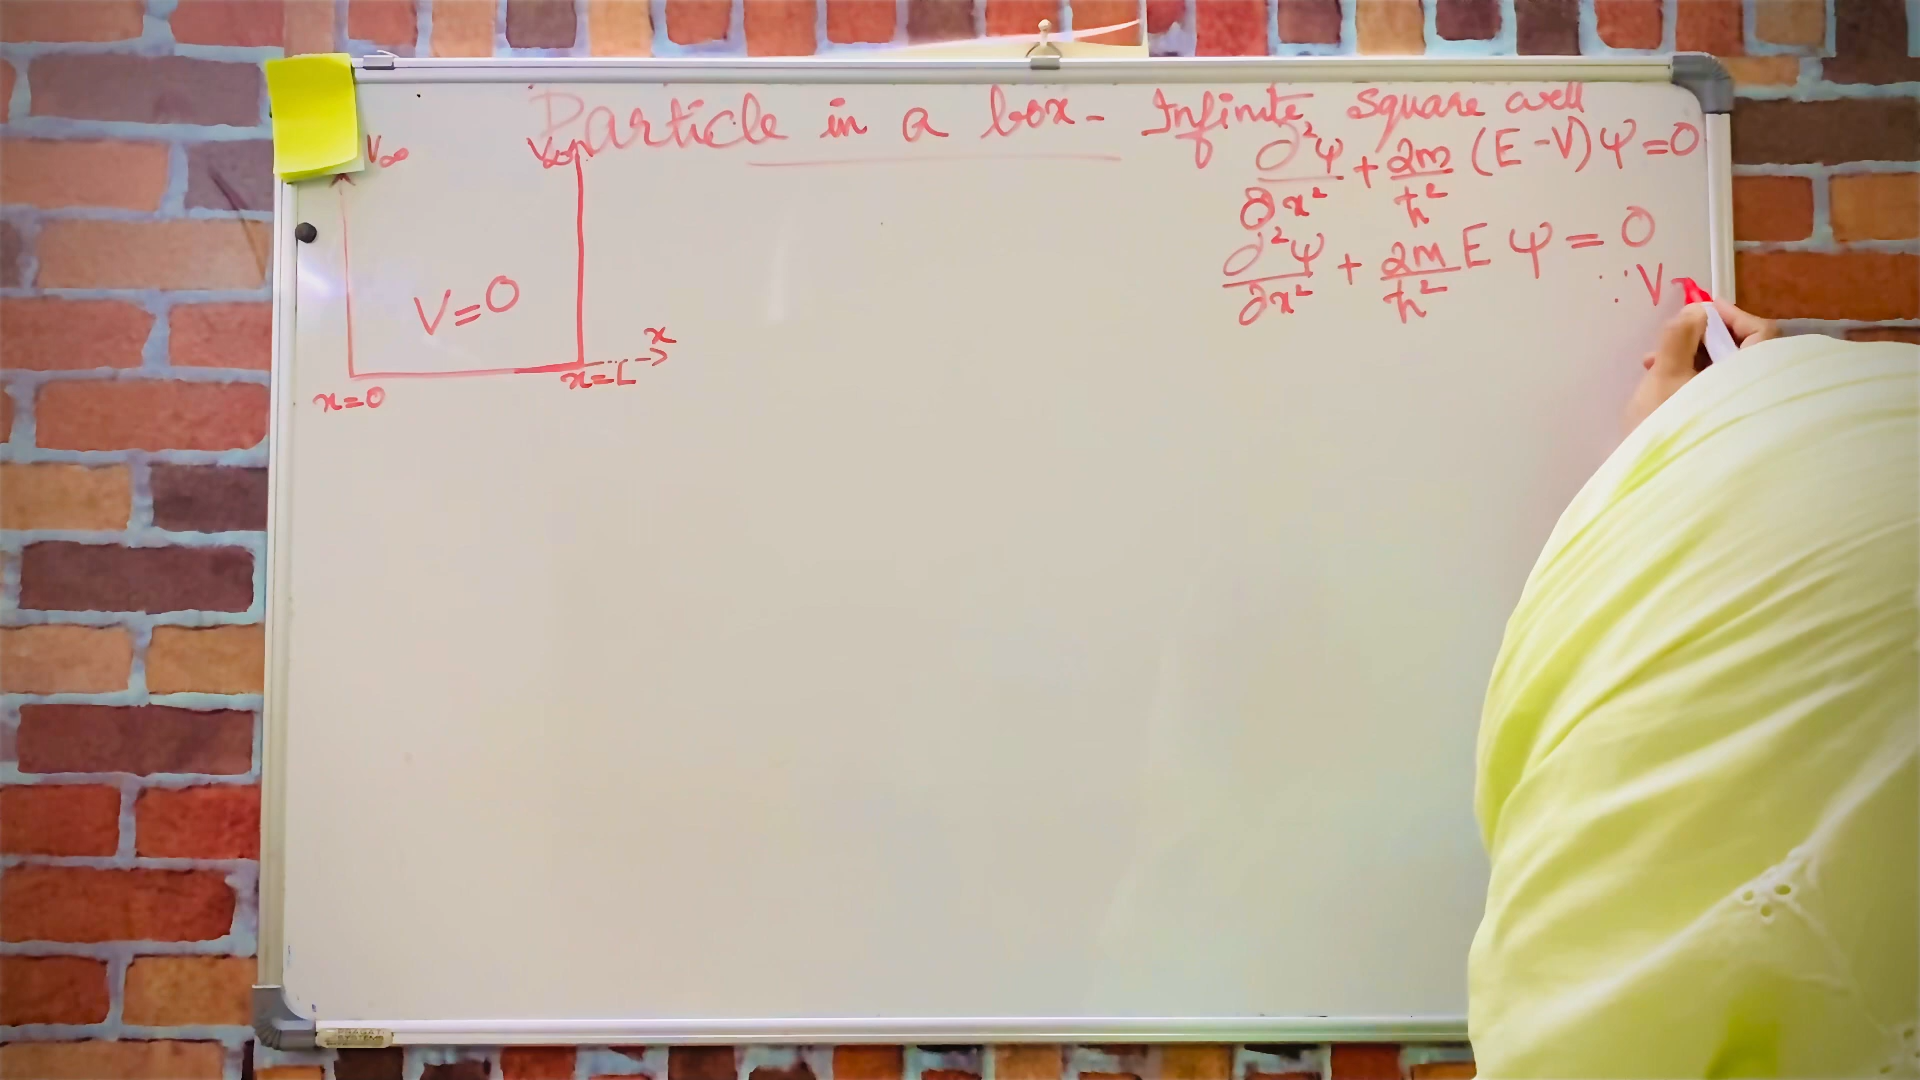 Particle in a box - Infinite square well
V∞
V∞
∂²ψ/∂x² + 2m/ħ² (E-V)ψ=0
∂²ψ/∂x² + 2m/ħ² E ψ = 0
∵ V=
V=0
x
x=L
x=0